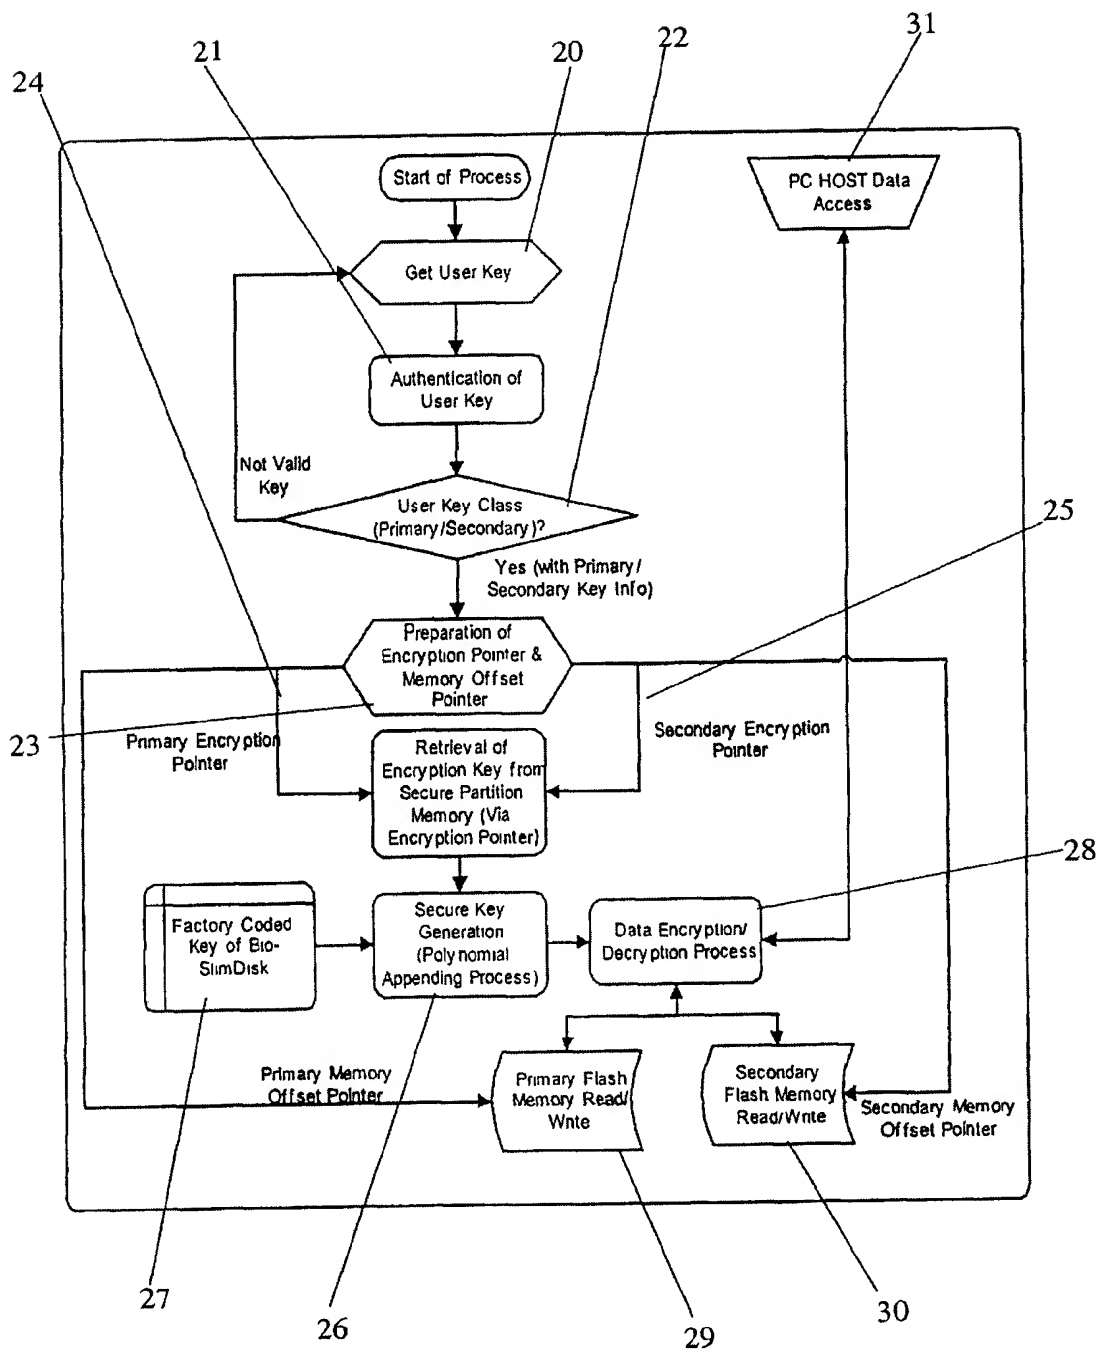 31
22
21
20
24
Start of Process
PC HOST Data
Access
Get User Key
Authentication of
User Key
Not Valid
Key
User Key Class
(Primary/Secondary)?
25
Yes (with Primary/
Secondary Key Info)
Preparation of
Encryption Pointer &
Memory Offset
Pointer
23
Primary Encryption
Pointer
Secondary Encryption
Pointer
Retrieval of
Encryption Key from
Secure Partition
Memory (Via
Encryption Pointer)
28
Factory Coded
Key of Bio-
SlimDisk
Secure Key
Generation
(Polynomial
Appending Process)
Data Encryption/
Decryption Process
Primary Memory
Offset Pointer
Primary Flash
Memory Read/
Write
Secondary
Flash Memory
Read/Write
Secondary Memory
Offset Pointer
27
26
29
30